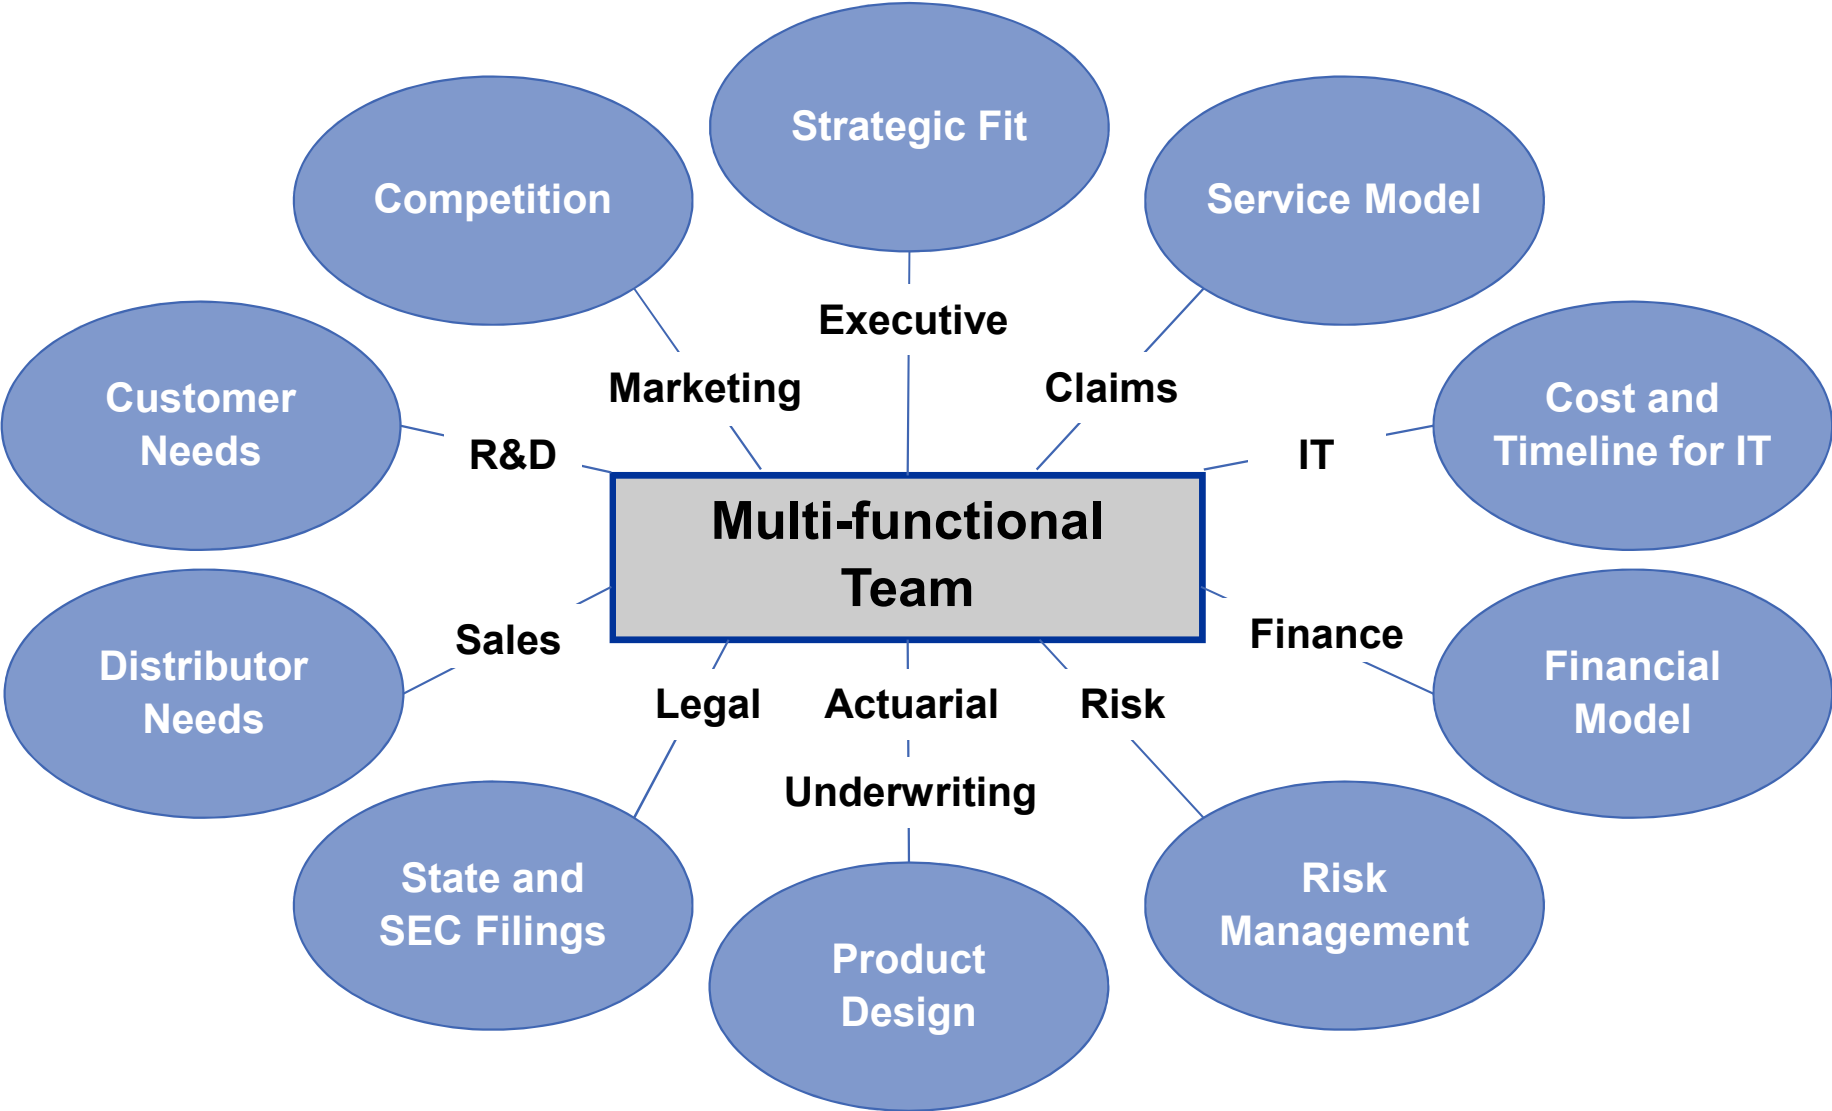 Strategic Fit
Competition
Service Model
Executive
Customer
Needs
Marketing
Claims
Cost and
Timeline for IT
R&D
IT
Multi-functional
Team
Sales
Finance
Distributor
Needs
Financial
Model
Legal
Actuarial
Risk
Underwriting
State and
SEC Filings
Risk
Management
Product
Design